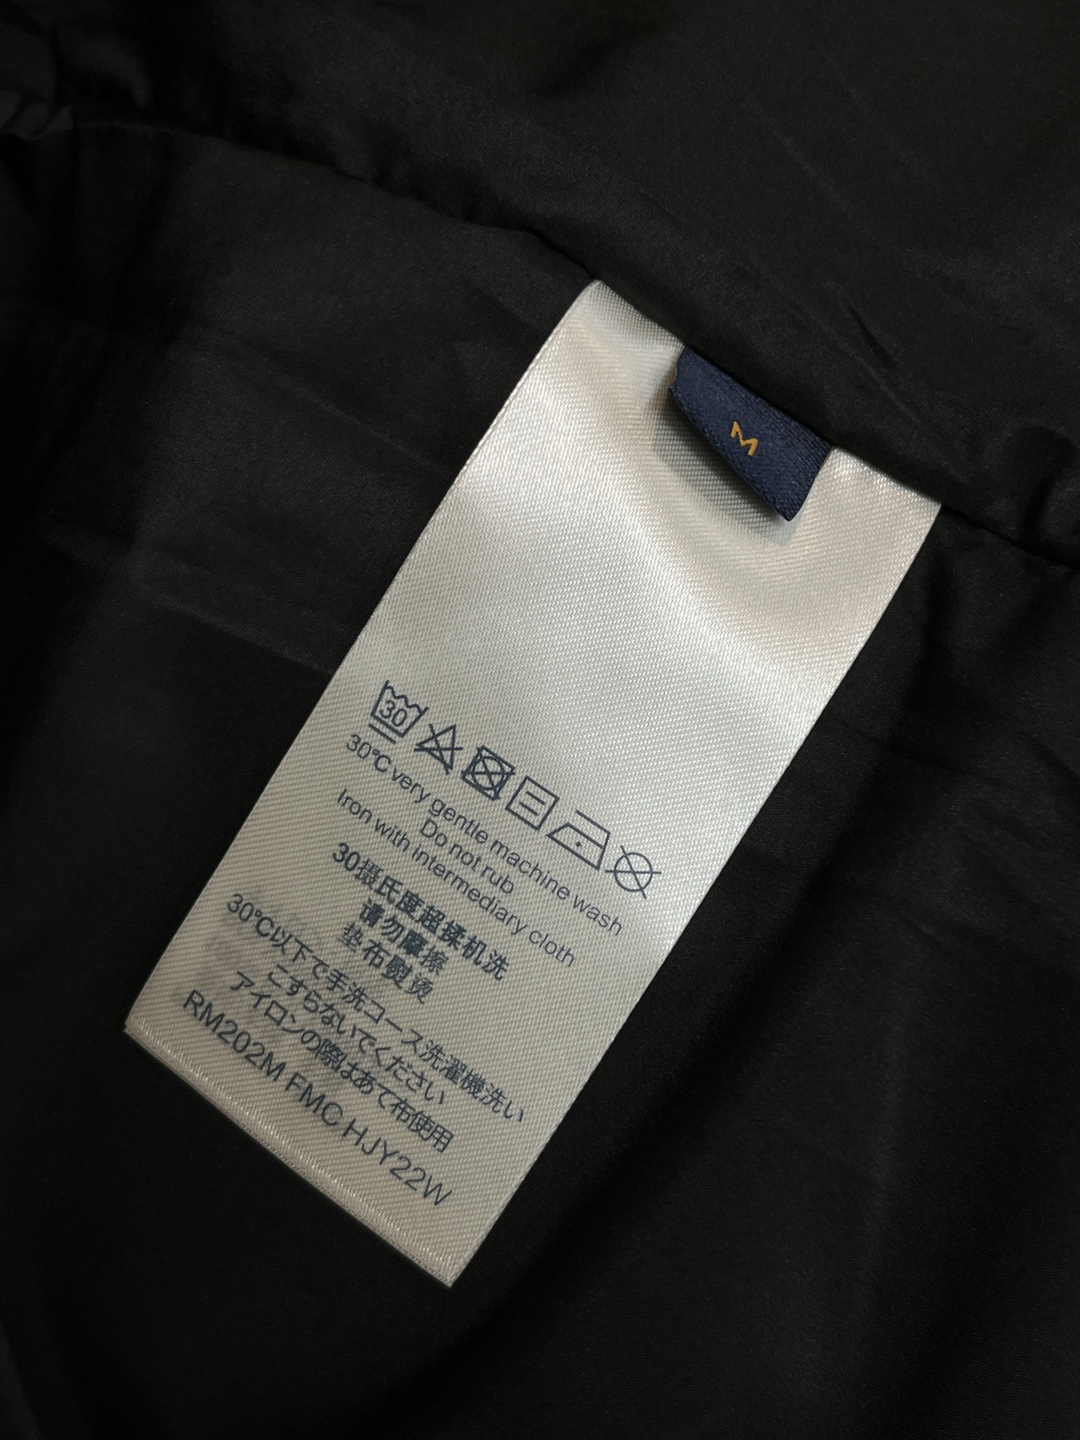 M
30
30°C very gentle machine wash
Do not rub
Iron with intermediary cloth
30摄氏度超揉机洗
请勿摩擦
垫布熨烫
30℃以下で手洗コース洗濯機洗い
こすらないでください
アイロンの際はあて布使用
RM202M FMC HJY22W